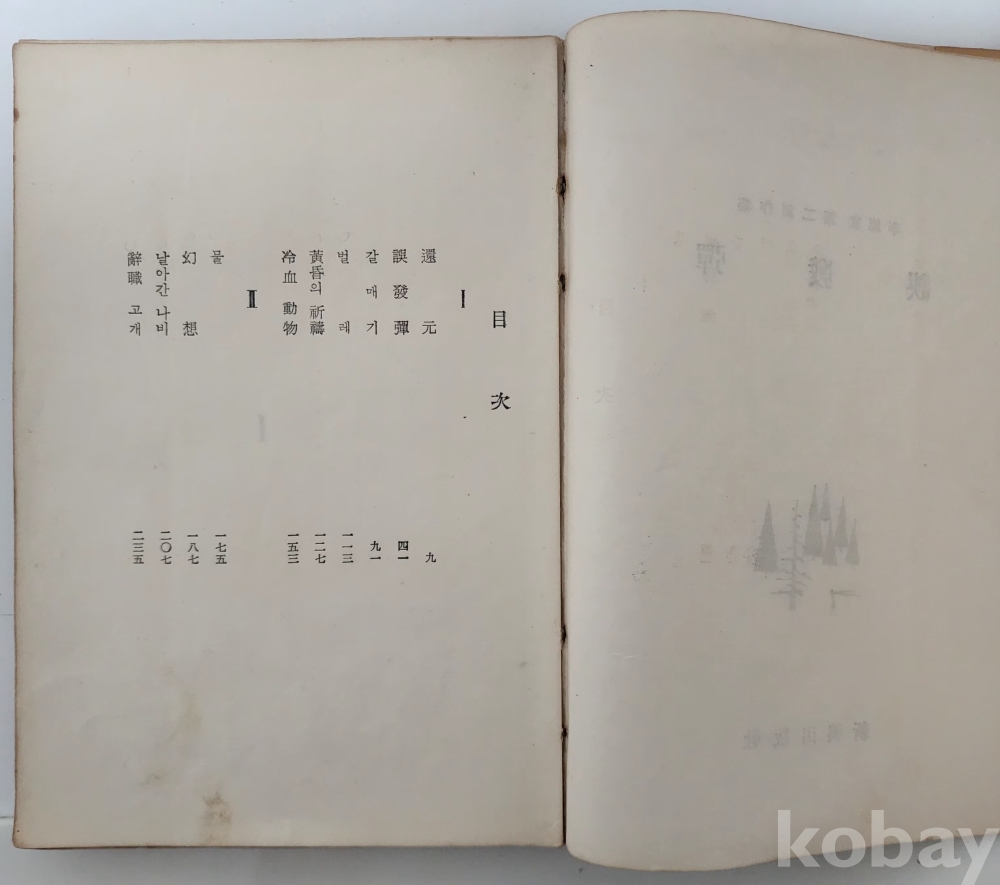 目次
I
還元 九
誤發彈 四一
갈매기 九一
벌레 一一三
黃昏의 祈禱 一二七
冷血動物 一五三
II
물 一七五
幻想 一八七
날아간 나비 二〇七
辭職 고개 二三五
kobay